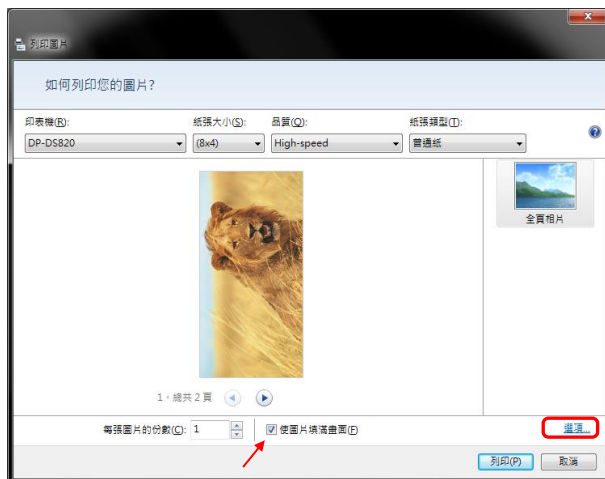 列印圖片
如何列印您的圖片?
印表機(R): 紙張大小(S): 品質(Q): 紙張類型(T):
DP-DS820 (8x4) High-speed 普通紙
全頁相片
1，總共 2 頁
每張圖片的份數(C): 1 使圖片填滿畫面(F) 選項...
列印(P) 取消